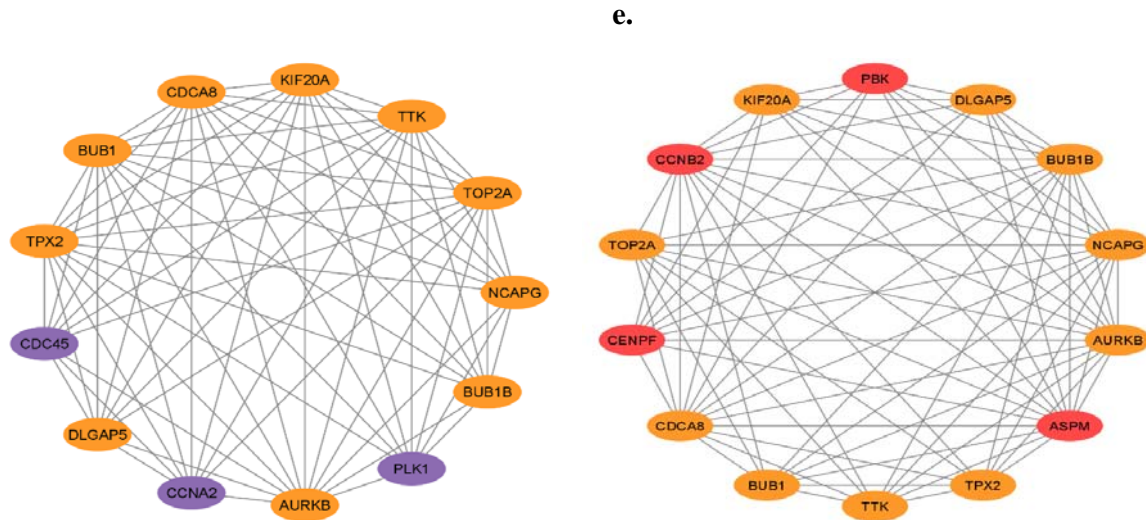 e.
KIF20A
CDCA8
TTK
BUB1
TOP2A
TPX2
NCAPG
CDC45
BUB1B
DLGAP5
PLK1
CCNA2
AURKB
PBK
KIF20A
DLGAP5
CCNB2
BUB1B
TOP2A
NCAPG
CENPF
AURKB
CDCA8
ASPM
BUB1
TPX2
TTK